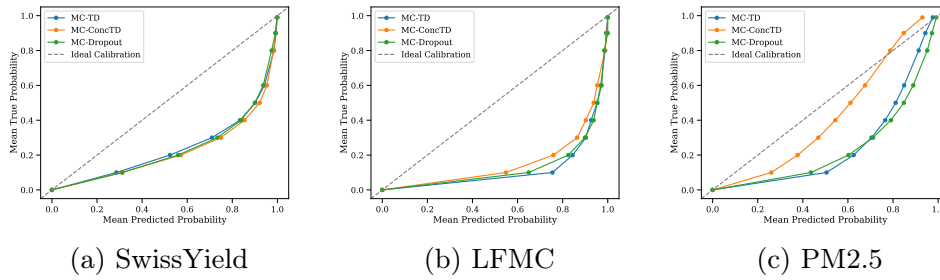 MC-TD
MC-ConcTD
MC-Dropout
Ideal Calibration
Mean True Probability
1.0
0.8
0.6
0.4
0.2
0.0
0.0 0.2 0.4 0.6 0.8 1.0
Mean Predicted Probability
(a) SwissYield
MC-TD
MC-ConcTD
MC-Dropout
Ideal Calibration
Mean True Probability
1.0
0.8
0.6
0.4
0.2
0.0
0.0 0.2 0.4 0.6 0.8 1.0
Mean Predicted Probability
(b) LFMC
MC-TD
MC-ConcTD
MC-Dropout
Ideal Calibration
Mean True Probability
1.0
0.8
0.6
0.4
0.2
0.0
0.0 0.2 0.4 0.6 0.8 1.0
Mean Predicted Probability
(c) PM2.5